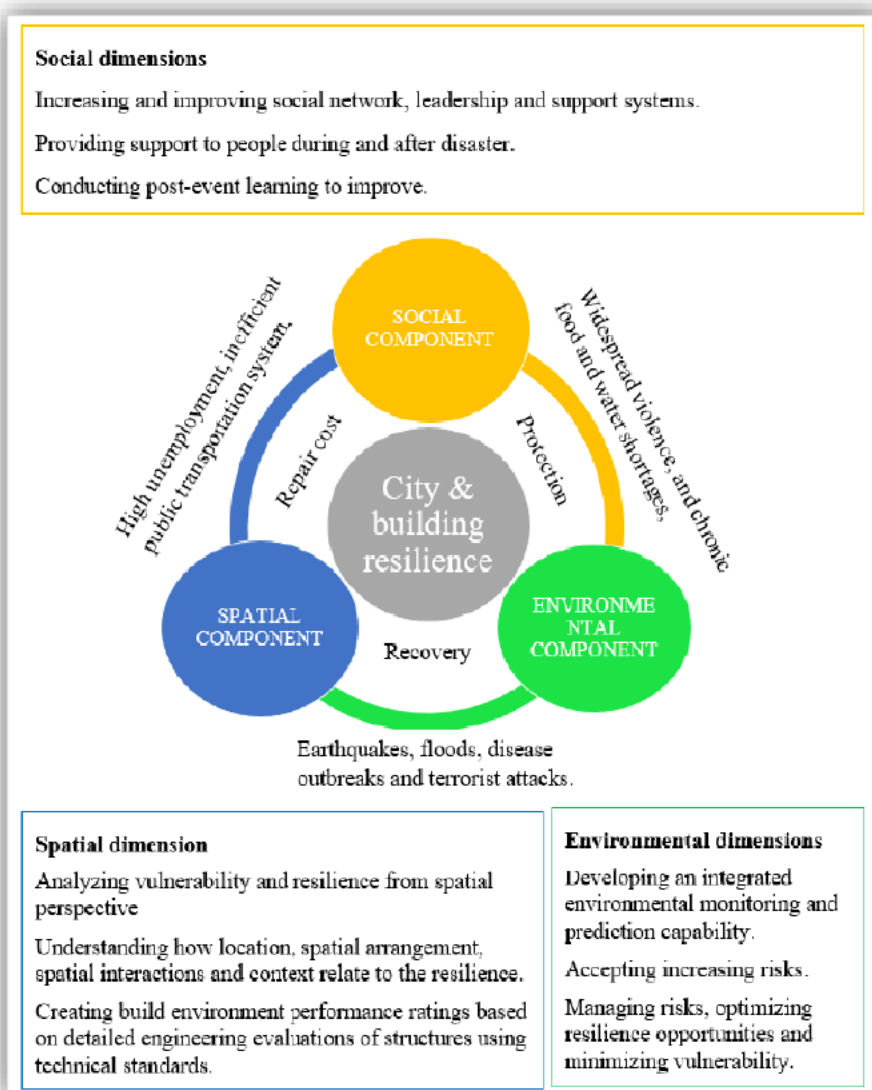 Social dimensions
Increasing and improving social network, leadership and support systems.
Providing support to people during and after disaster.
Conducting post-event learning to improve.
High unemployment, inefficient
public transportation system.
Repair cost
SOCIAL
COMPONENT
Protection
Widespread violence, and chronic
food and water shortages,
City &
building
resilience
SPATIAL
COMPONENT
ENVIRONME
NTAL
COMPONENT
Recovery
Earthquakes, floods, disease
outbreaks and terrorist attacks.
Spatial dimension
Analyzing vulnerability and resilience from spatial
perspective
Understanding how location, spatial arrangement,
spatial interactions and context relate to the resilience.
Creating build environment performance ratings based
on detailed engineering evaluations of structures using
technical standards.
Environmental dimensions
Developing an integrated
environmental monitoring and
prediction capability.
Accepting increasing risks.
Managing risks, optimizing
resilience opportunities and
minimizing vulnerability.